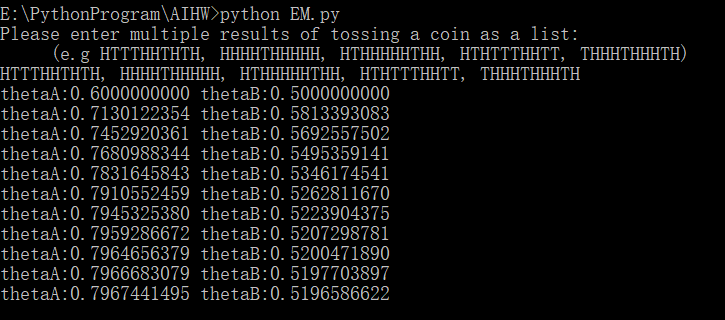 E:\PythonProgram\AIHW>python EM.py
Please enter multiple results of tossing a coin as a list:
(e.g HTTTHHTHTH, HHHHTHHHHH, HTHHHHHTHH, HTHTTTHHTT, THHHTHHHTH)
HTTTHHTHTH, HHHHTHHHHH, HTHHHHHTHH, HTHTTTHHTT, THHHTHHHTH
thetaA:0.6000000000 thetaB:0.5000000000
thetaA:0.7130122354 thetaB:0.5813393083
thetaA:0.7452920361 thetaB:0.5692557502
thetaA:0.7680988344 thetaB:0.5495359141
thetaA:0.7831645843 thetaB:0.5346174541
thetaA:0.7910552459 thetaB:0.5262811670
thetaA:0.7945325380 thetaB:0.5223904375
thetaA:0.7959286672 thetaB:0.5207298781
thetaA:0.7964656379 thetaB:0.5200471890
thetaA:0.7966683079 thetaB:0.5197703897
thetaA:0.7967441495 thetaB:0.5196586622